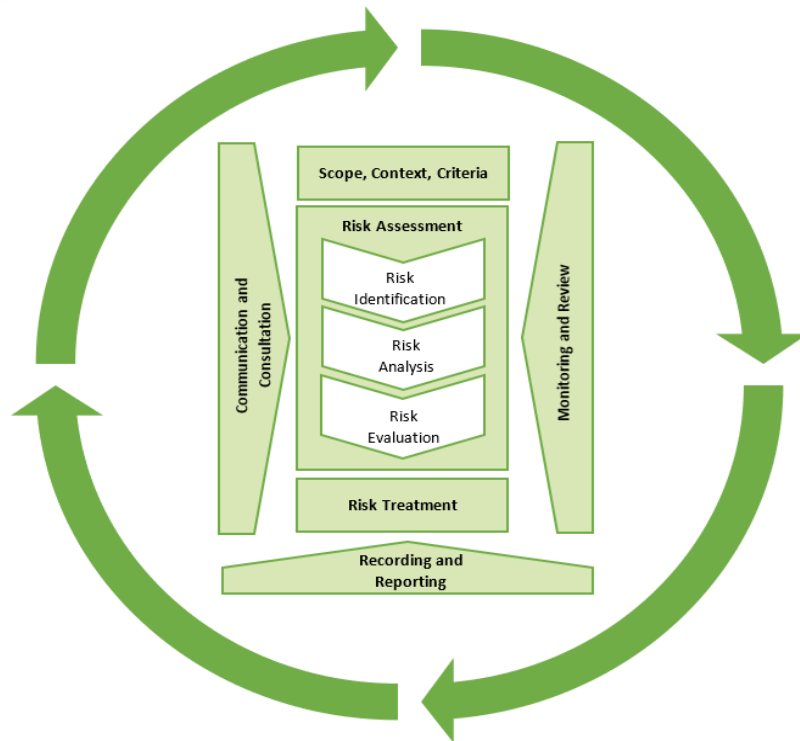 Scope, Context, Criteria
Risk Assessment
Risk
Identification
Risk
Analysis
Risk
Evaluation
Risk Treatment
Communication and
Consultation
Monitoring and Review
Recording and
Reporting